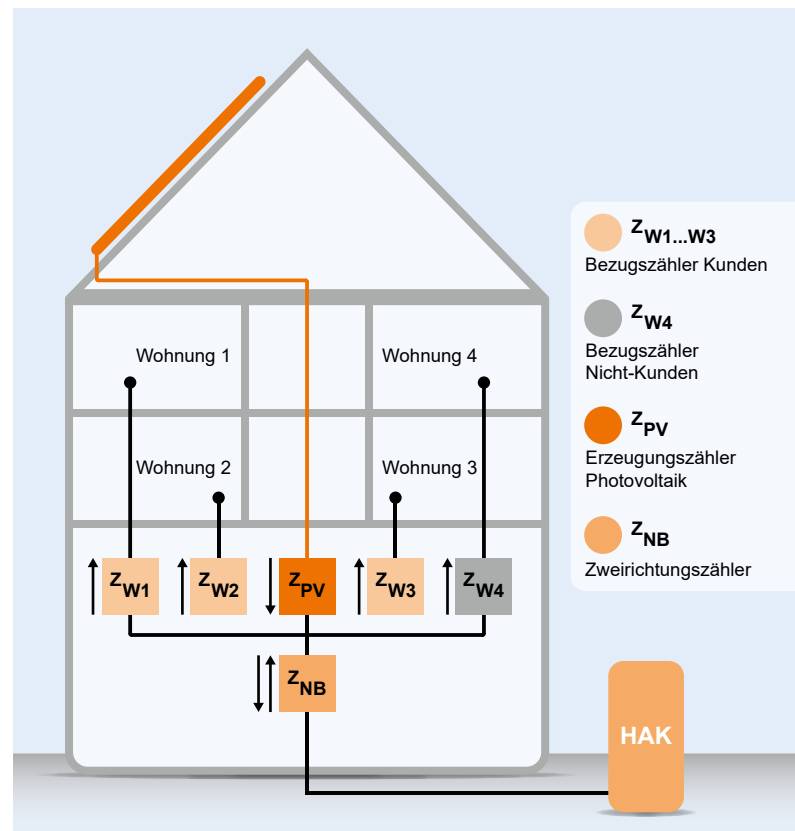 Wohnung 1
Wohnung 4
Wohnung 2
Wohnung 3
ZW1
ZW2
ZPV
ZW3
ZW4
ZNB
HAK
ZW1...W3
Bezugszähler Kunden
ZW4
Bezugszähler
Nicht-Kunden
ZPV
Erzeugungszähler
Photovoltaik
ZNB
Zweirichtungszähler